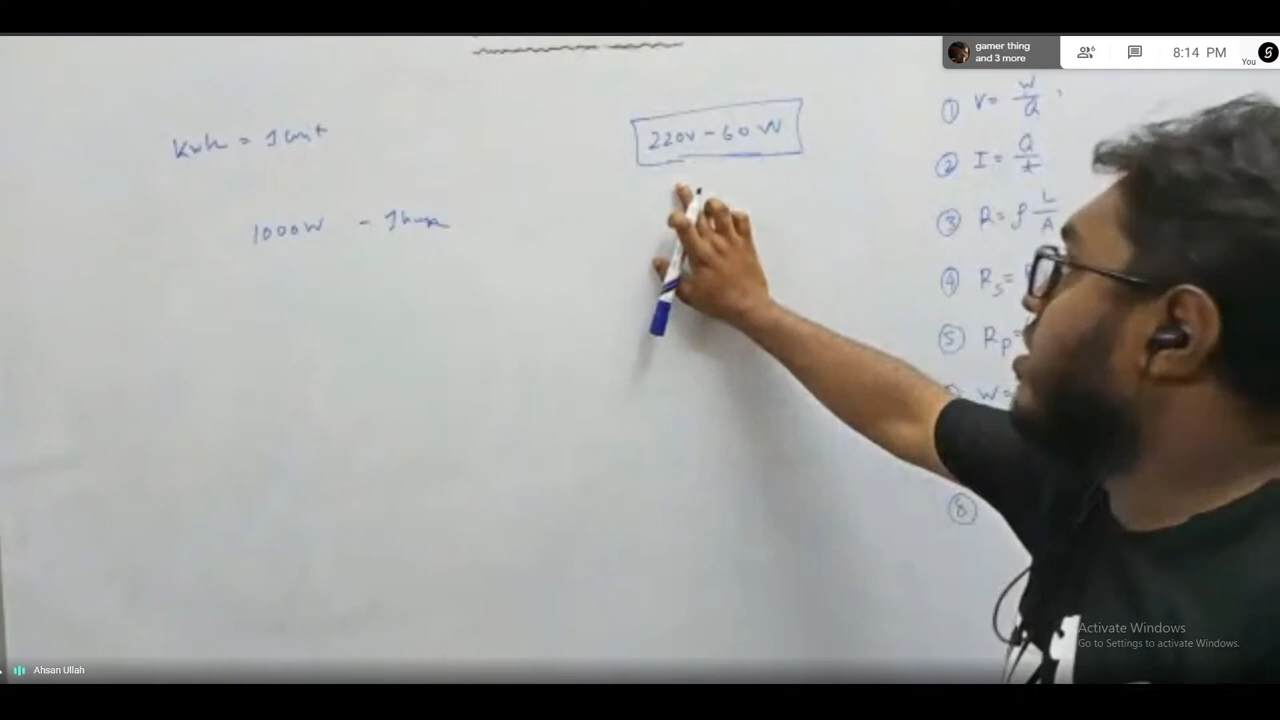 gamer thing
and 3 more
6
8:14 PM
You
kwh = 1 unit
220V - 60 W
1000W - 1 hour
① V = W/Q
② I = Q/t
③ R = ρ L/A
④ Rs =
⑤ Rp =
W =
⑧
Activate Windows
Go to Settings to activate Windows.
Ahsan Ullah